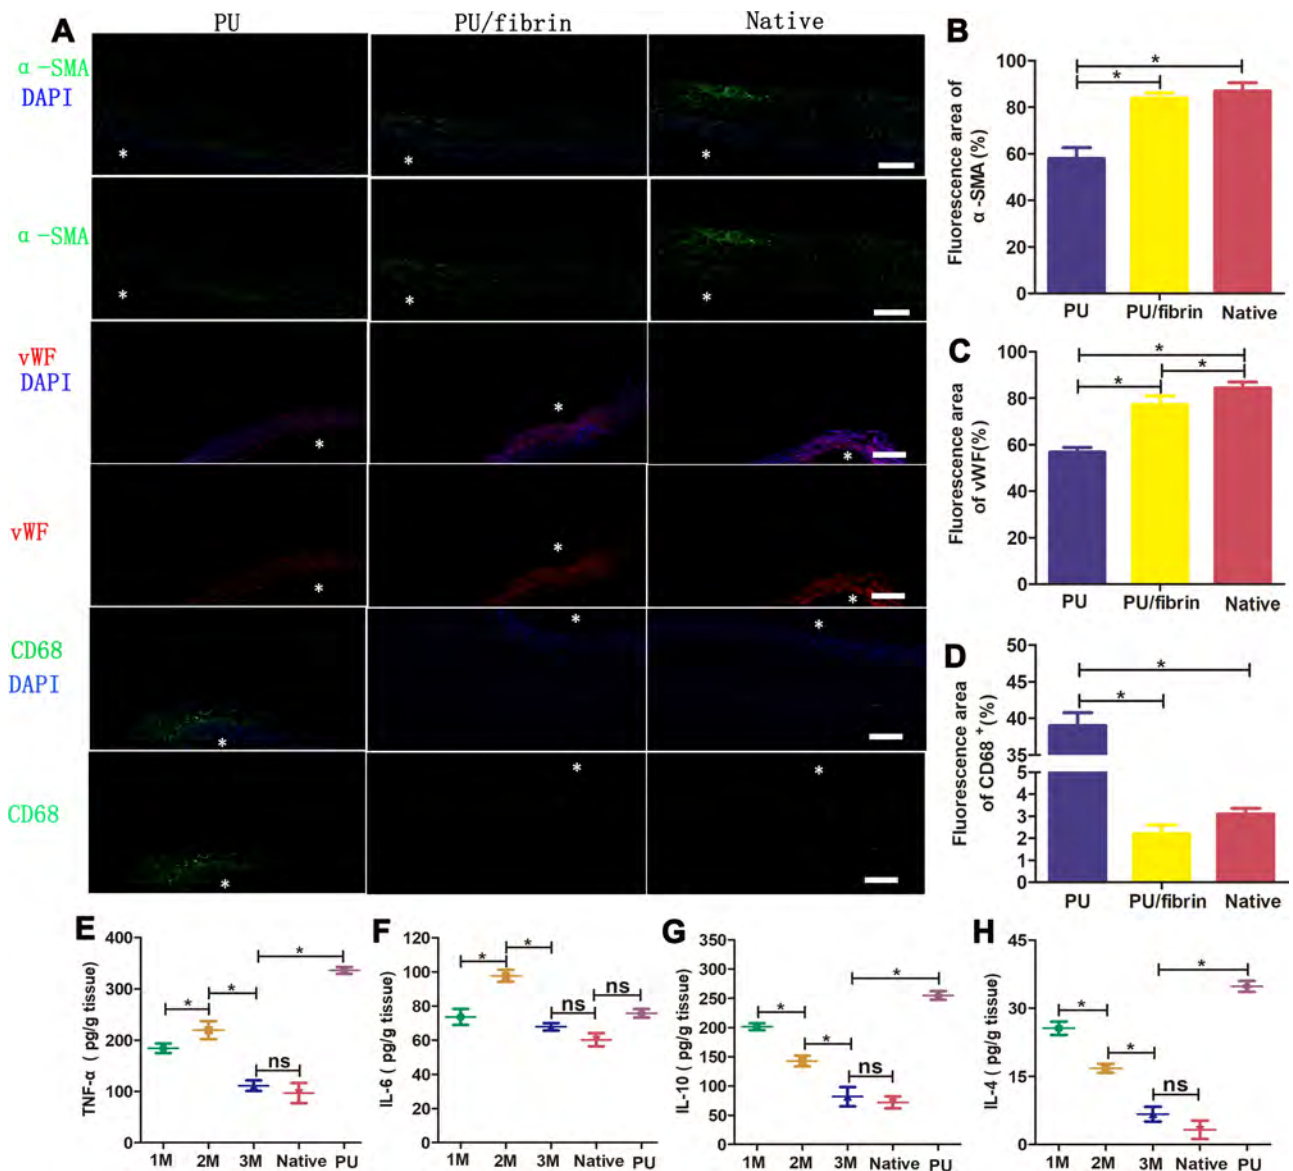 A
PU
PU/fibrin
Native
α-SMA
DAPI
*
*
*
α-SMA
*
*
*
vWF
DAPI
*
*
*
vWF
*
*
*
CD68
DAPI
*
*
*
CD68
*
*
*
B
Fluorescence area of
α-SMA(%)
100
80
60
40
20
0
*
*
PU
PU/fibrin
Native
C
Fluorescence area
of vWF(%)
100
80
60
40
20
0
*
*
*
PU
PU/fibrin
Native
D
Fluorescence area
of CD68⁺(%)
50
45
40
35
5
4
3
2
1
0
*
*
PU
PU/fibrin
Native
E
TNF-α ( pg/g tissue)
400
300
200
100
0
*
*
*
ns
1M
2M
3M
Native
PU
F
IL-6 ( pg/g tissue)
120
100
80
60
40
20
0
*
*
ns
ns
1M
2M
3M
Native
PU
G
IL-10 ( pg/g tissue)
350
300
250
200
150
100
50
0
*
*
*
ns
1M
2M
3M
Native
PU
H
IL-4 ( pg/g tissue)
45
30
15
0
*
*
*
ns
1M
2M
3M
Native
PU